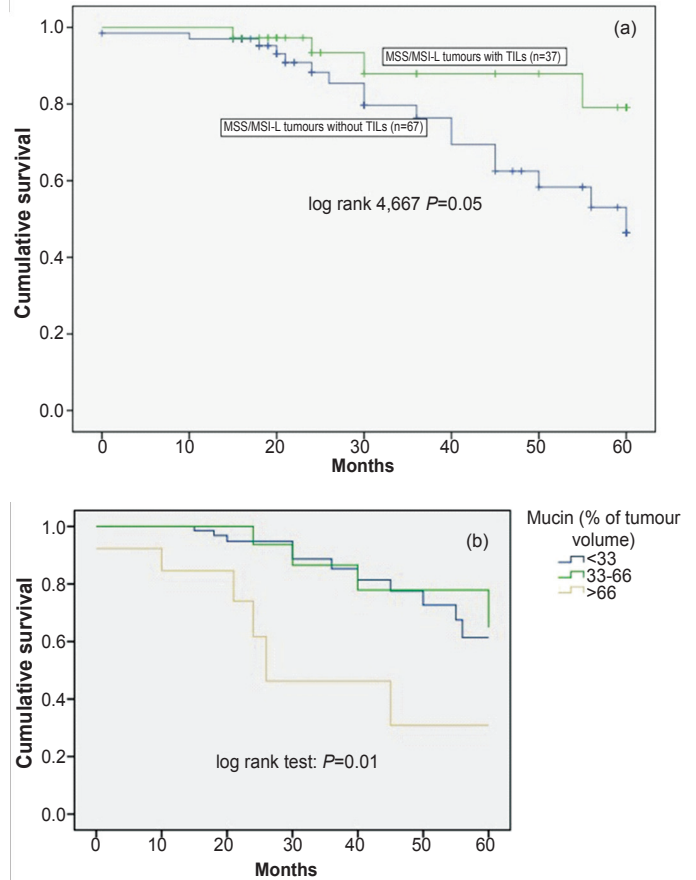 (a)
1.0
0.8
0.6
0.4
0.2
0.0
Cumulative survival
MSS/MSI-L tumours with TILs (n=37)
MSS/MSI-L tumours without TILs (n=67)
log rank 4,667 P=0.05
0 10 20 30 40 50 60
Months
(b)
1.0
0.8
0.6
0.4
0.2
0.0
Cumulative survival
log rank test: P=0.01
0 10 20 30 40 50 60
Months
Mucin (% of tumour
volume)
<33
33-66
>66